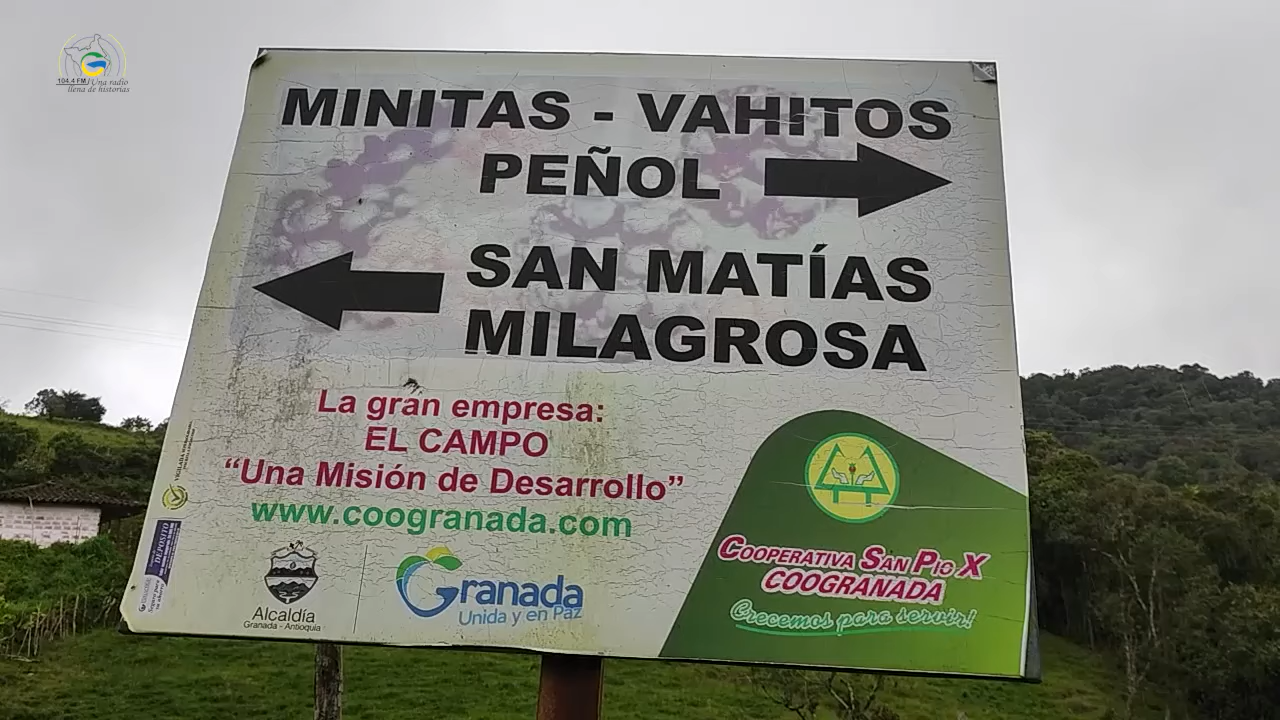 104.4 FM Una radio
llena de historias
MINITAS - VAHITOS
PEÑOL
SAN MATÍAS
MILAGROSA
La gran empresa:
EL CAMPO
“Una Misión de Desarrollo”
www.coogranada.com
Alcaldía
Granada - Antioquia
Granada
Unida y en Paz
COOPERATIVA SAN PIO X
COOGRANADA
Crecemos para servir!
DEPÓSITO